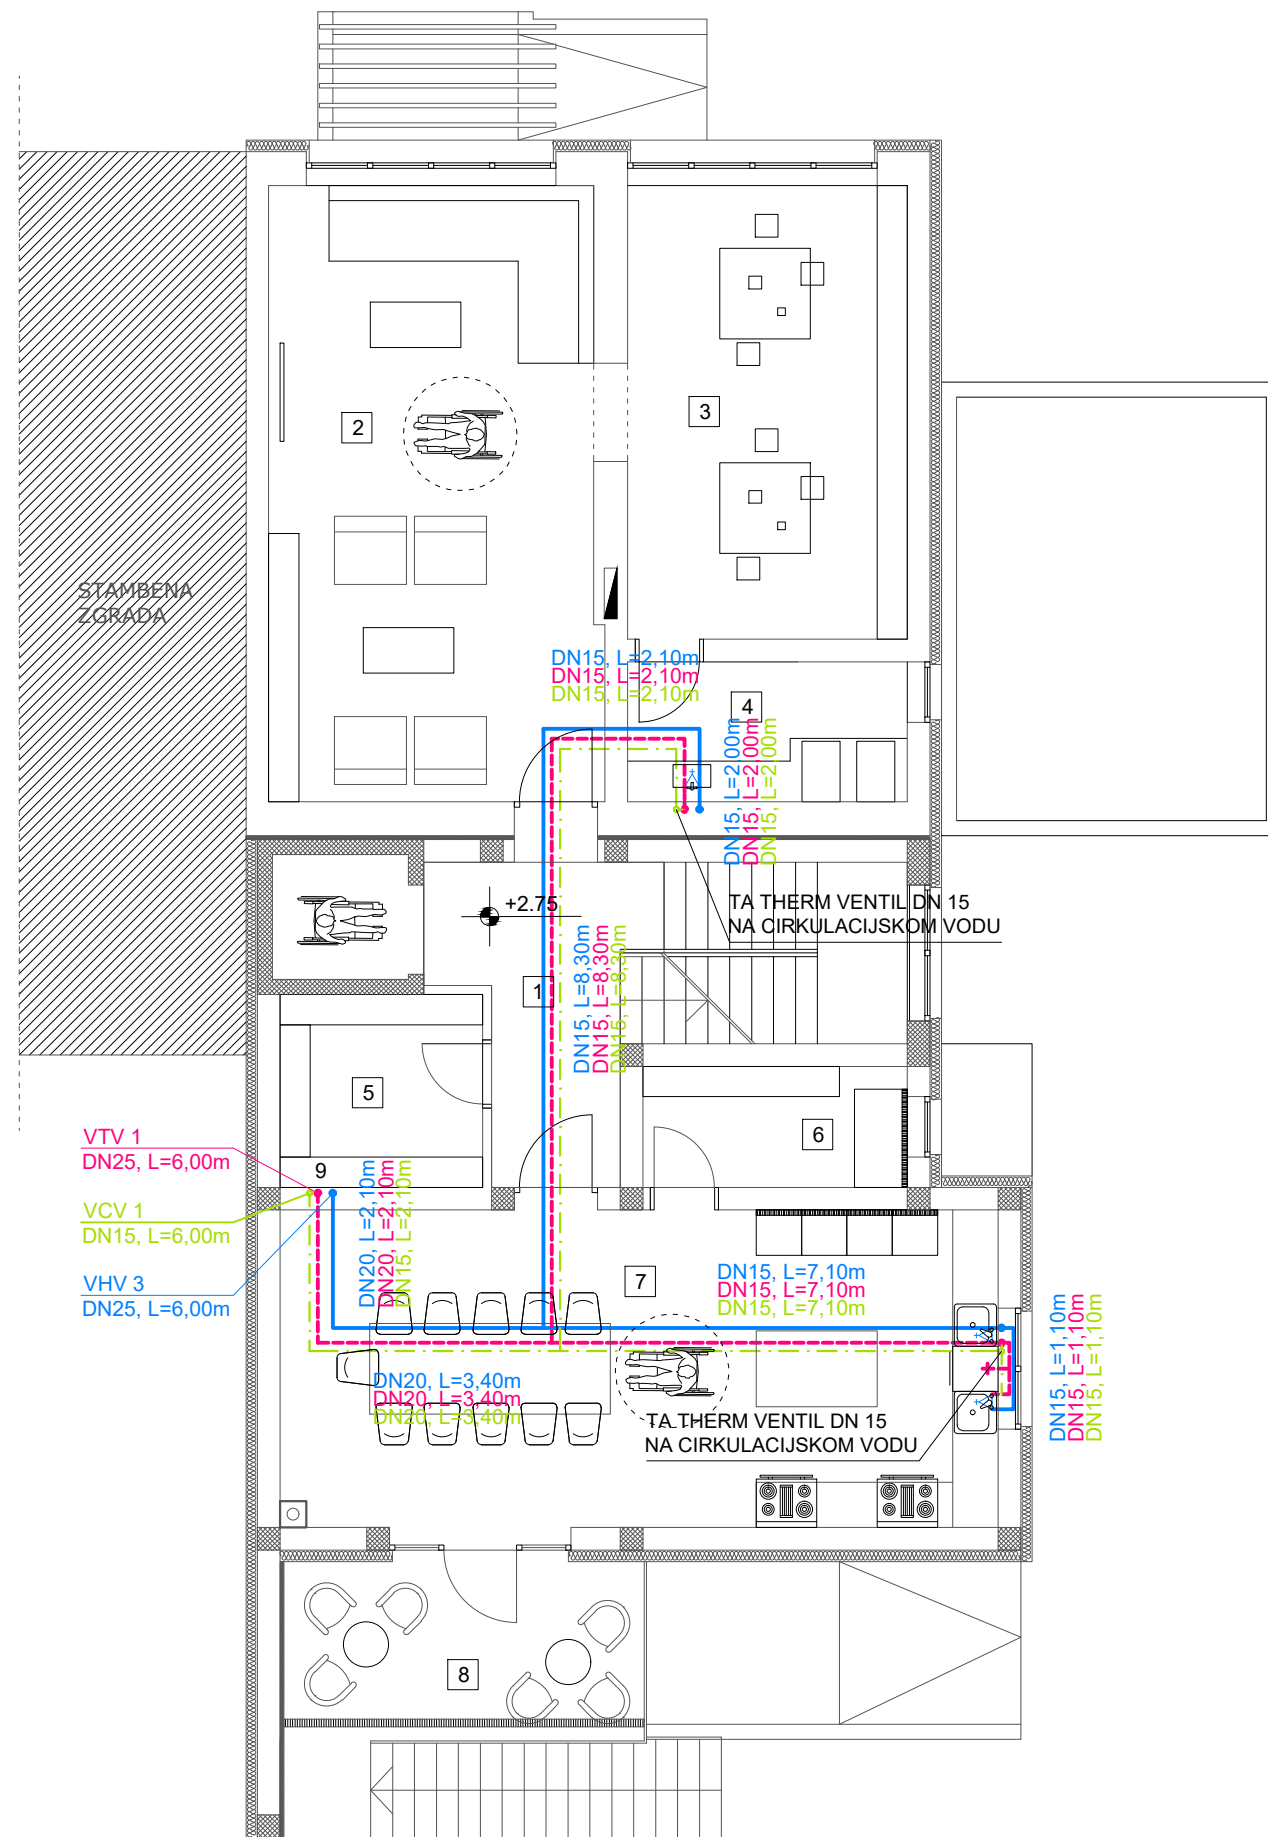 2
3
STAMBENA
ZGRADA
DN15, L=2,10m
DN15, L=2,10m
DN15, L=2,10m
4
DN15, L=2,00m
DN15, L=2,00m
DN15, L=2,00m
TA THERM VENTIL DN 15
NA CIRKULACIJSKOM VODU
+2.75
1
DN15, L=8,30m
DN15, L=8,30m
DN15, L=8,30m
5
6
VTV 1
DN25, L=6,00m
9
VCV 1
DN15, L=6,00m
VHV 3
DN25, L=6,00m
DN20, L=2,10m
DN20, L=2,10m
DN15, L=2,10m
7
DN15, L=7,10m
DN15, L=7,10m
DN15, L=7,10m
DN15, L=1,10m
DN15, L=1,10m
DN15, L=1,10m
DN20, L=3,40m
DN20, L=3,40m
DN20, L=3,40m
TA THERM VENTIL DN 15
NA CIRKULACIJSKOM VODU
8